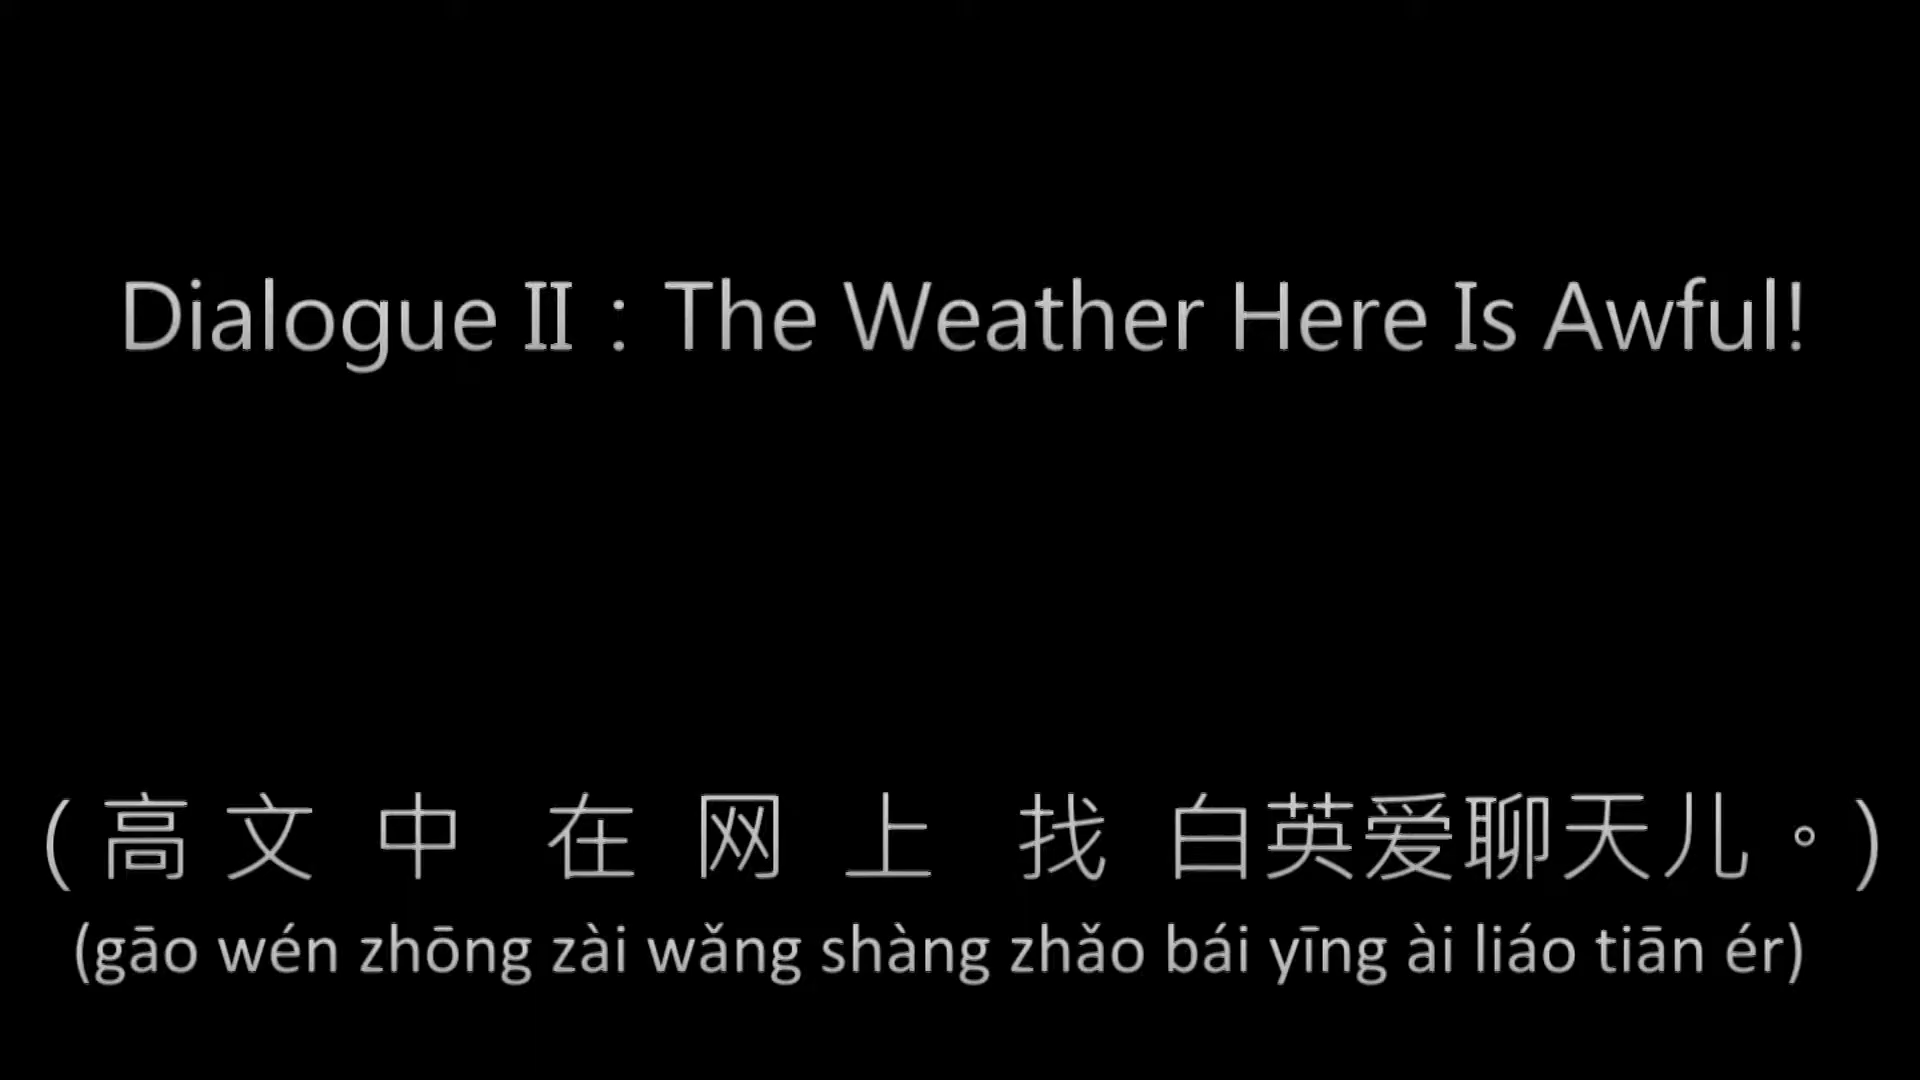 Dialogue II：The Weather Here Is Awful!
(高文中在网上找白英爱聊天儿。)
(gāo wén zhōng zài wǎng shàng zhǎo bái yīng ài liáo tiān ér)